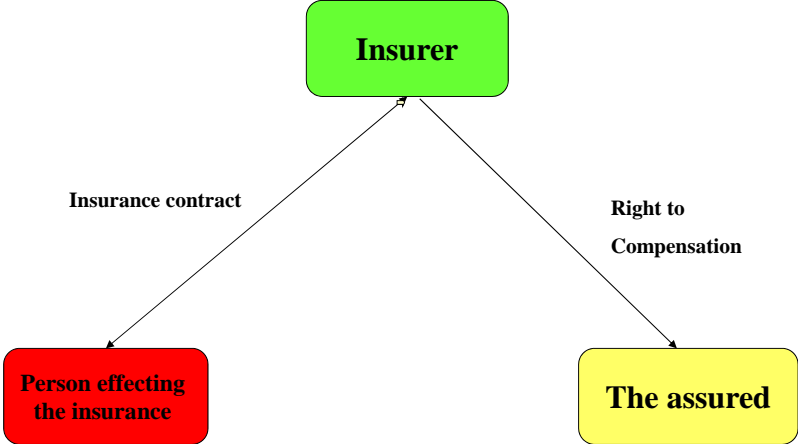 Insurer
Insurance contract
Right to
Compensation
Person effecting
the insurance
The assured